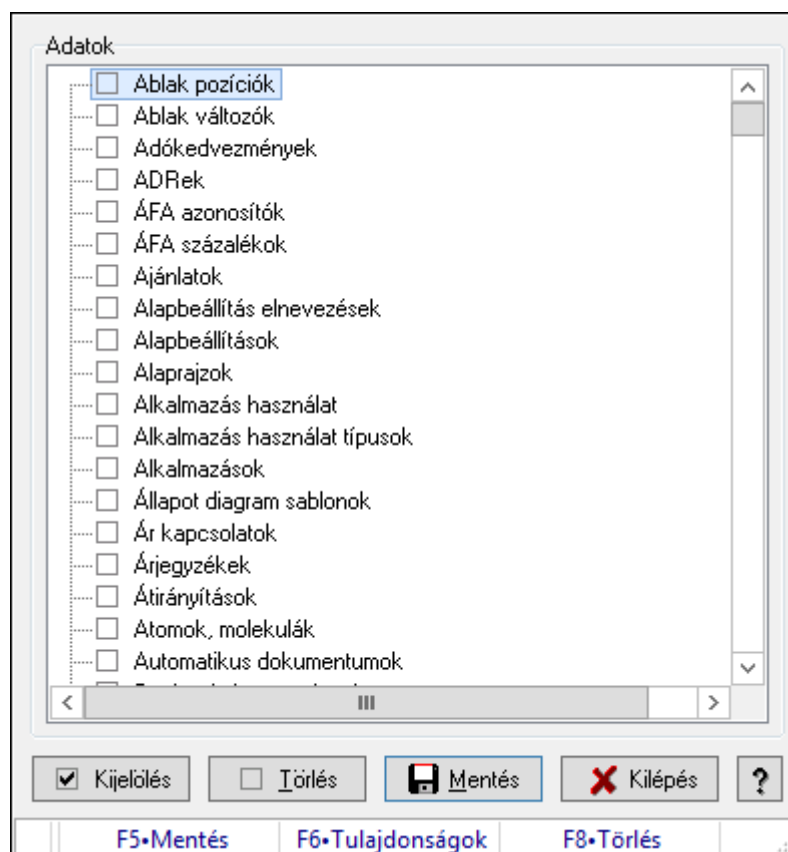 Adatok
Ablak pozíciók
Ablak változók
Adókedvezmények
ADRek
ÁFA azonosítók
ÁFA százalékok
Ajánlatok
Alapbeállítás elnevezések
Alapbeállítások
Alaprajzok
Alkalmazás használat
Alkalmazás használat típusok
Alkalmazások
Állapot diagram sablonok
Ár kapcsolatok
Árjegyzékek
Átirányítások
Atomok, molekulák
Automatikus dokumentumok
Kijelölés Törlés Mentés Kilépés ?
F5•Mentés F6•Tulajdonságok F8•Törlés